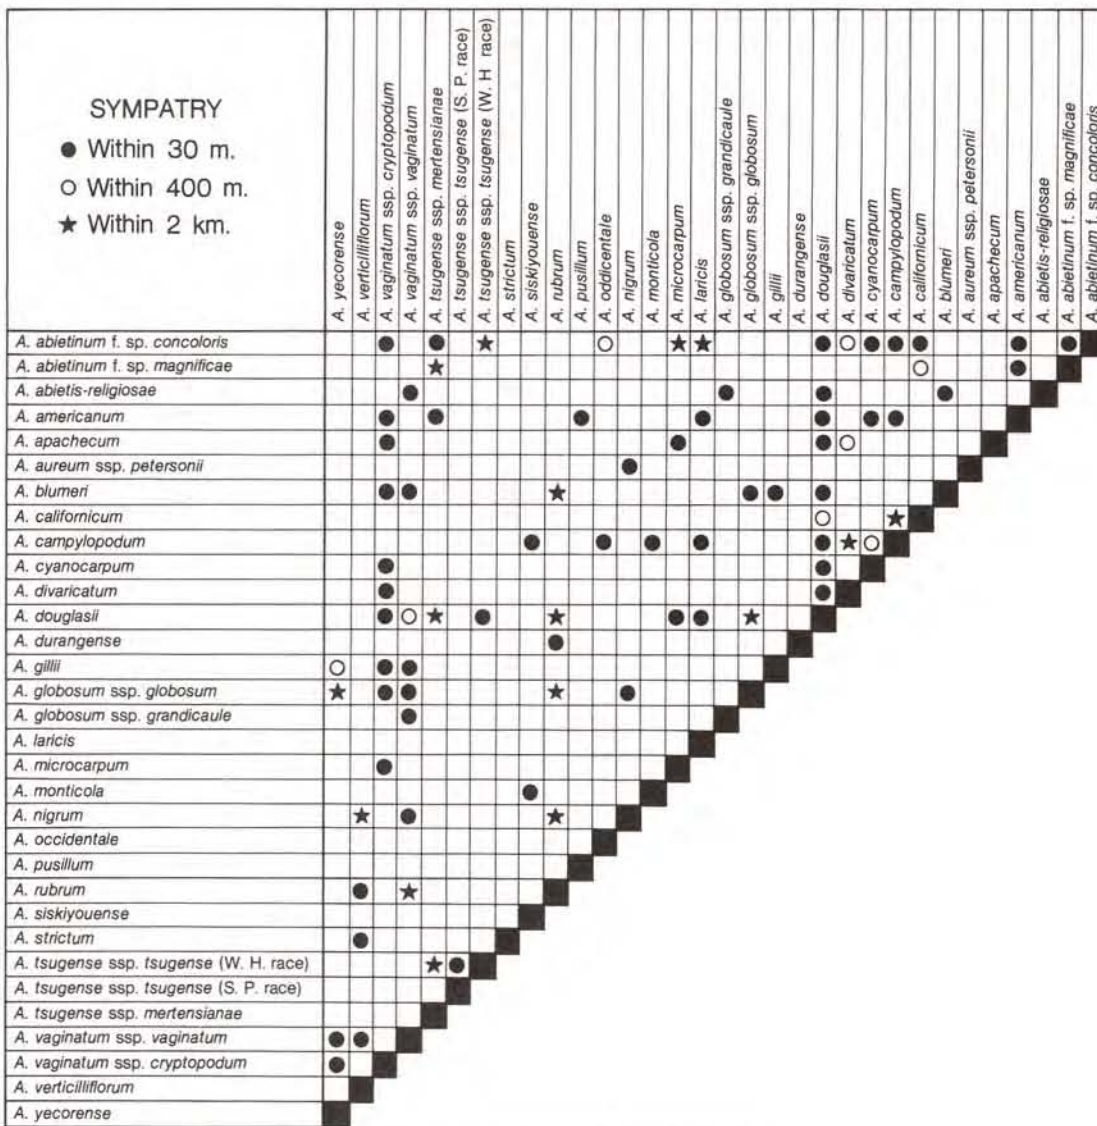 SYMPATRY
● Within 30 m.
○ Within 400 m.
★ Within 2 km.
A. yecorense
A. verticilliflorum
A. vaginatum ssp. cryptopodum
A. vaginatum ssp. vaginatum
A. tsugense ssp. mertensianae
A. tsugense ssp. tsugense (S. P. race)
A. tsugense ssp. tsugense (W. H race)
A. strictum
A. siskiyouense
A. rubrum
A. pusillum
A. oddicentale
A. nigrum
A. monticola
A. microcarpum
A. laricis
A. globosum ssp. grandicaule
A. globosum ssp. globosum
A. gillii
A. durangense
A. douglasii
A. divaricatum
A. cyanocarpum
A. campylopodum
A. californicum
A. blumeri
A. aureum ssp. petersonii
A. apachecum
A. americanum
A. abietis-religiosae
A. abietinum f. sp. magnificae
A. abietinum f. sp. concoloris
A. abietinum f. sp. concoloris
A. abietinum f. sp. magnificae
A. abietis-religiosae
A. americanum
A. apachecum
A. aureum ssp. petersonii
A. blumeri
A. californicum
A. campylopodum
A. cyanocarpum
A. divaricatum
A. douglasii
A. durangense
A. gillii
A. globosum ssp. globosum
A. globosum ssp. grandicaule
A. laricis
A. microcarpum
A. monticola
A. nigrum
A. occidentale
A. pusillum
A. rubrum
A. siskiyouense
A. strictum
A. tsugense ssp. tsugense (W. H. race)
A. tsugense ssp. tsugense (S. P. race)
A. tsugense ssp. mertensianae
A. vaginatum ssp. vaginatum
A. vaginatum ssp. cryptopodum
A. verticilliflorum
A. yecorense